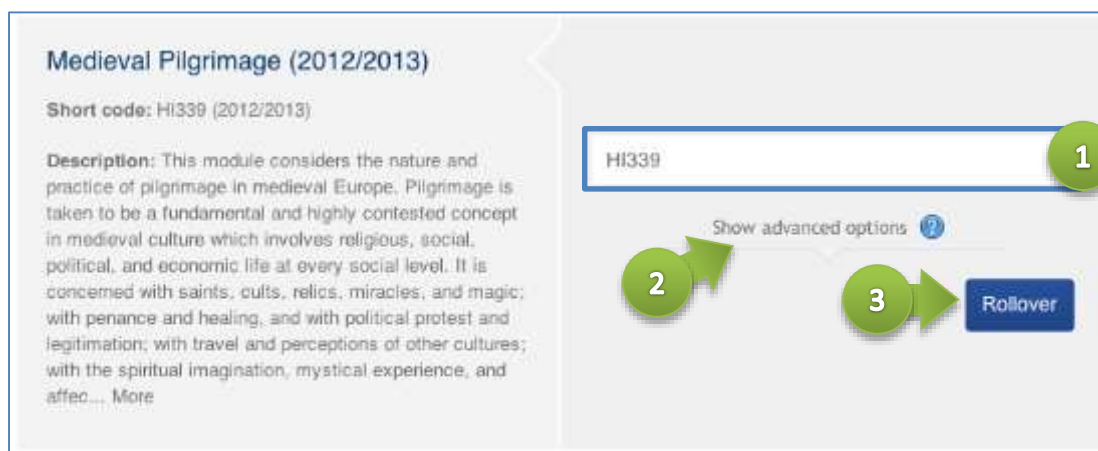 Medieval Pilgrimage (2012/2013)
Short code: HI339 (2012/2013)
Description: This module considers the nature and
practice of pilgrimage in medieval Europe. Pilgrimage is
taken to be a fundamental and highly contested concept
in medieval culture which involves religious, social,
political, and economic life at every social level. It is
concerned with saints, cults, relics, miracles, and magic;
with penance and healing, and with political protest and
legitimation; with travel and perceptions of other cultures;
with the spiritual imagination, mystical experience, and
affec... More
HI339
1
Show advanced options ?
2
3
Rollover